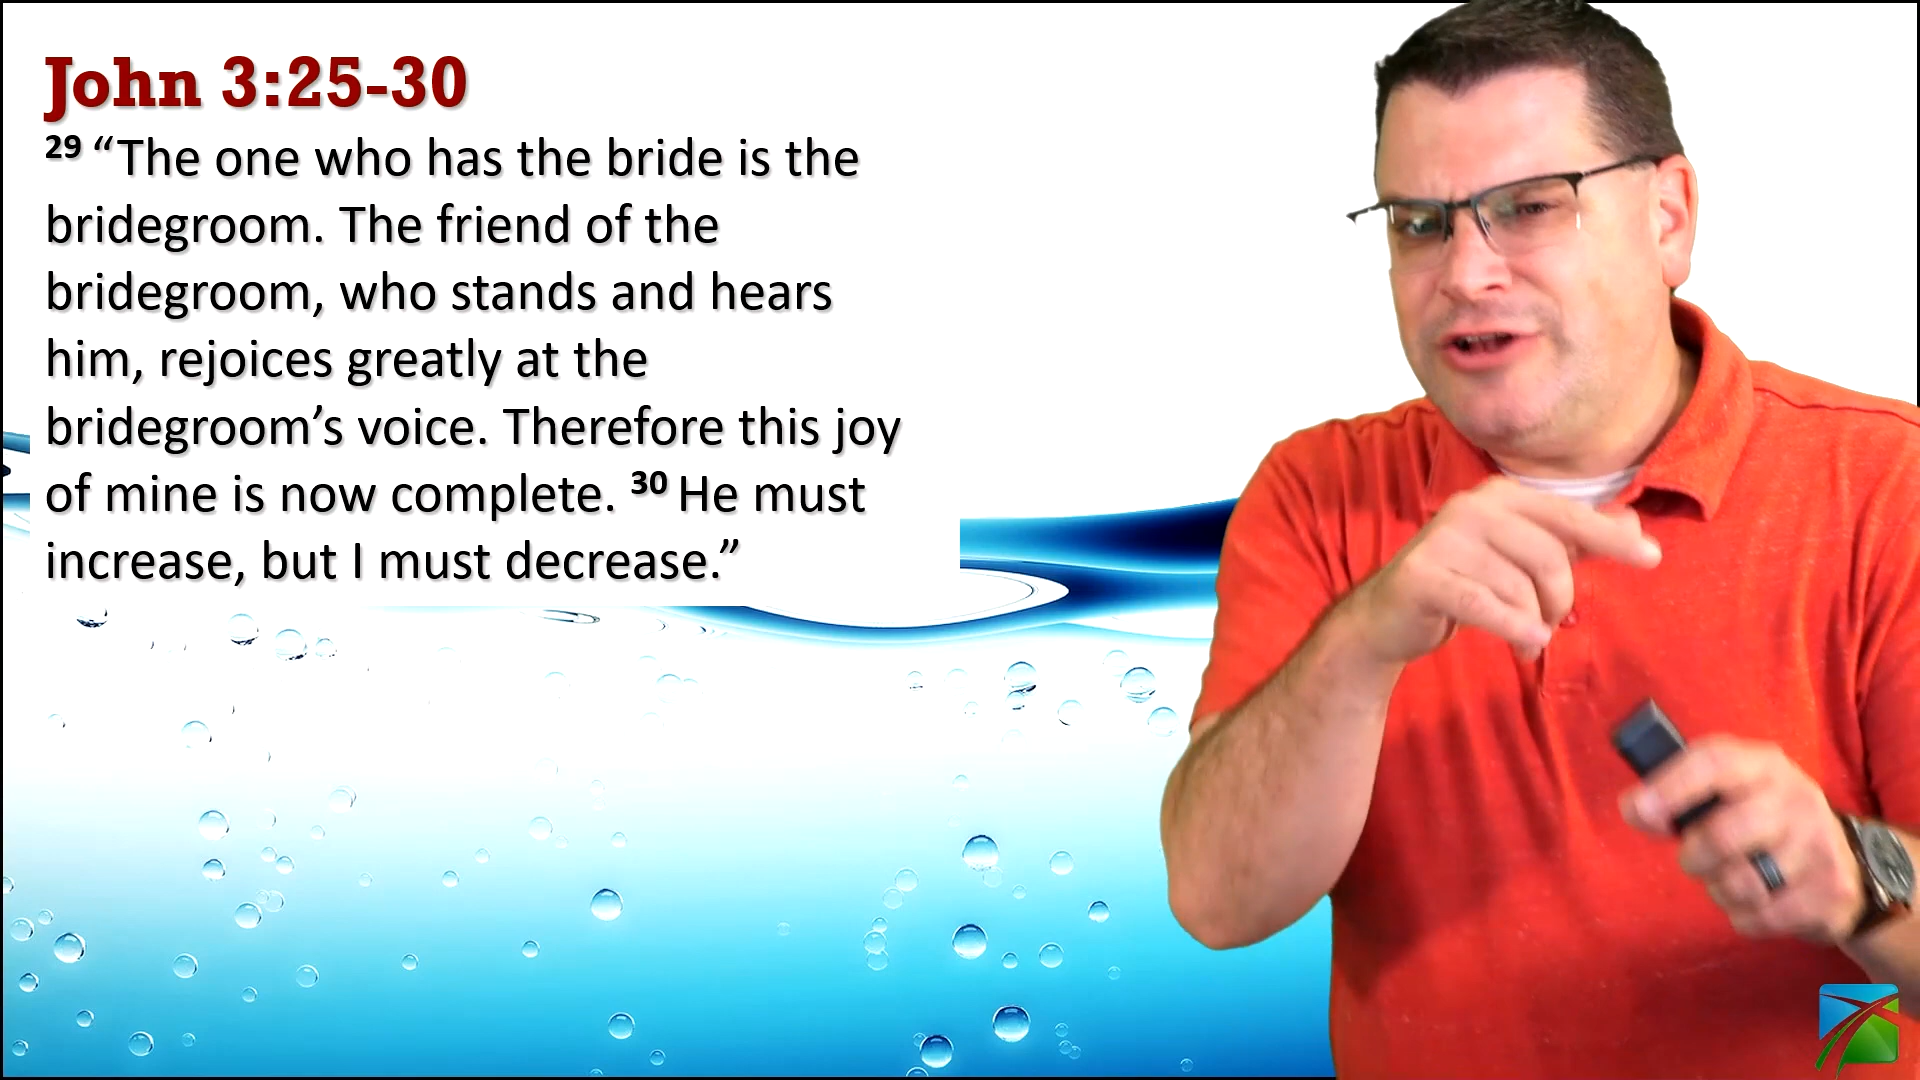 John 3:25-30
29 “The one who has the bride is the
bridegroom. The friend of the
bridegroom, who stands and hears
him, rejoices greatly at the
bridegroom’s voice. Therefore this joy
of mine is now complete. 30 He must
increase, but I must decrease.”